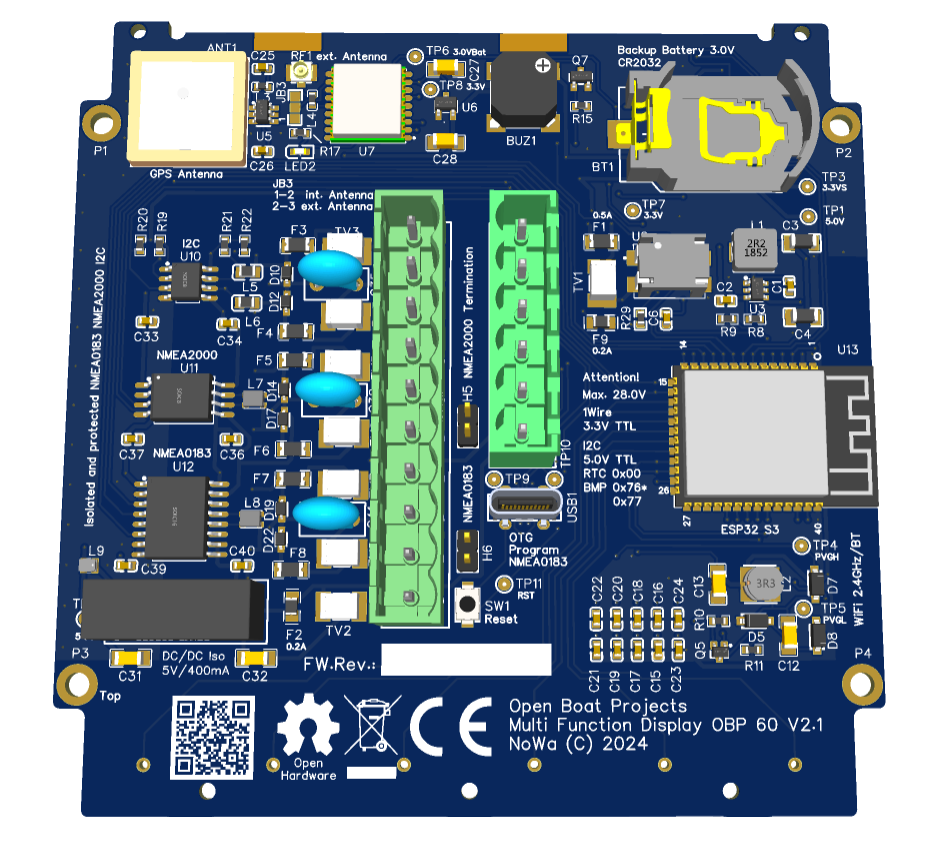 ANT1
C25
RF1 ext. Antenna
TP6 3.0VBat
C27
TP8 3.3V
Q7
Backup Battery 3.0V
CR2032
JB3
1
L4
U5
C26
LED2
R17
U7
U6
C28
BUZ1
R15
BT1
P1
P2
GPS Antenna
TP3
3.3VS
JB3
1-2 int. Antenna
2-3 ext. Antenna
TP7
3.3V
TP1
5.0V
R20
R19
R21
R22
I2C
U10
F3
TV3
0.5A
F1
L1
C3
2R2
1852
D10
L5
D12
L6
TV1
C2
C1
U3
C33
C34
F4
F9
0.2A
R29
C6
R9
R8
C4
Isolated and protected NMEA0183 NMEA2000 I2C
NMEA2000 Termination
NMEA2000
U11
F5
L7
D14
D17
H5
14
1
U13
15
Attention!
Max. 28.0V
1Wire
3.3V TTL
I2C
5.0V TTL
RTC 0x00
BMP 0x76*
0x77
26
27
40
ESP32 S3
C37
C36
F6
NMEA0183
U12
F7
L8
D19
D22
NMEA0183
H6
TP10
TP9
USB1
OTG
Program
NMEA0183
L9
C39
C40
F8
TP11
RST
SW1
Reset
TP4
PVGH
WiFi 2.4GHz/BT
C22
C20
C18
C16
C24
C13
3R3
L2
D7
TP5
PVGL
R10
D5
D8
Q5
R11
C12
C21
C19
C17
C15
C23
F2
0.2A
TV2
P3
C31
DC/DC Iso
5V/400mA
C32
FW.Rev.:
P4
Top
Open
Hardware
CE
Open Boat Projects
Multi Function Display OBP 60 V2.1
NoWa (C) 2024